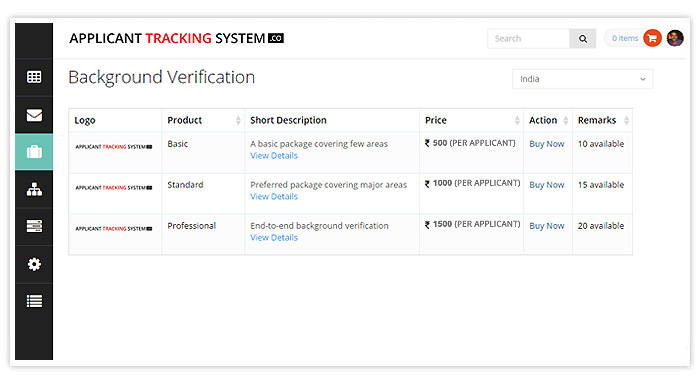 APPLICANT TRACKING SYSTEM .CO
Search
0 items
Background Verification
India
Logo Product Short Description Price Action Remarks
APPLICANT TRACKING SYSTEM Basic A basic package covering few areas ₹ 500 (PER APPLICANT) Buy Now 10 available
View Details
APPLICANT TRACKING SYSTEM Standard Preferred package covering major areas ₹ 1000 (PER APPLICANT) Buy Now 15 available
View Details
APPLICANT TRACKING SYSTEM Professional End-to-end background verification ₹ 1500 (PER APPLICANT) Buy Now 20 available
View Details